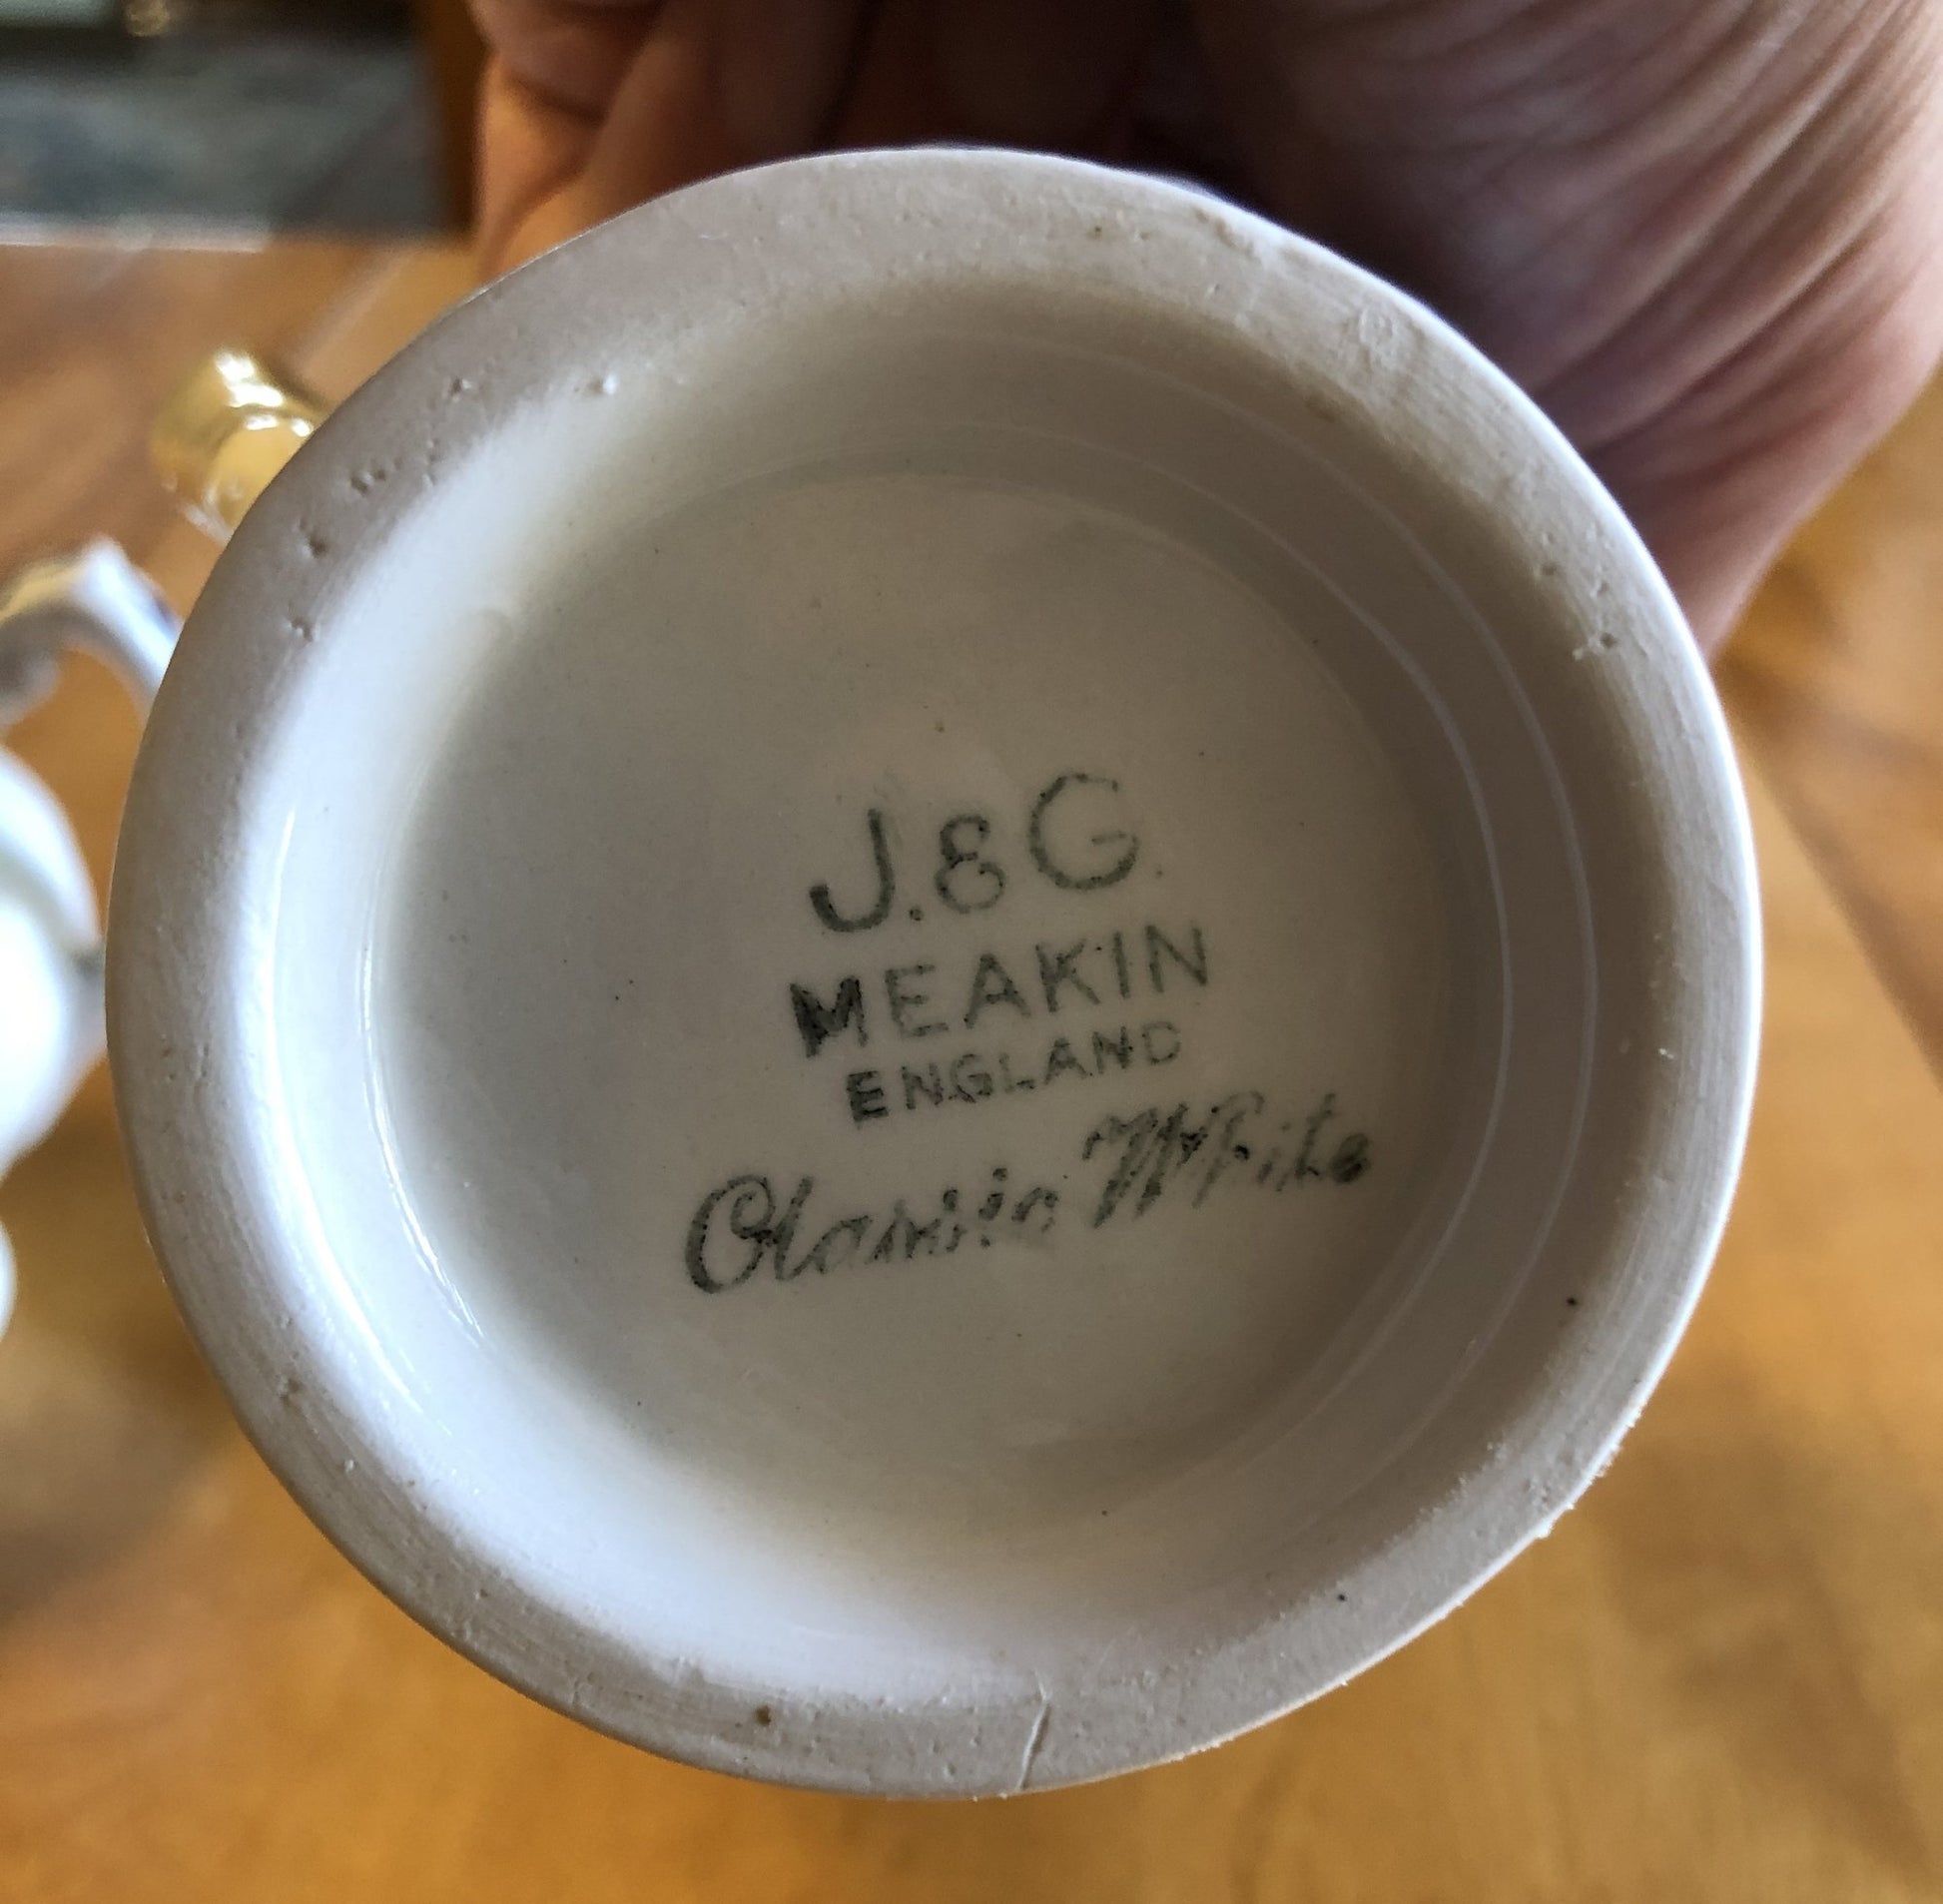 J. & G.
MEAKIN
ENGLAND
Classic White